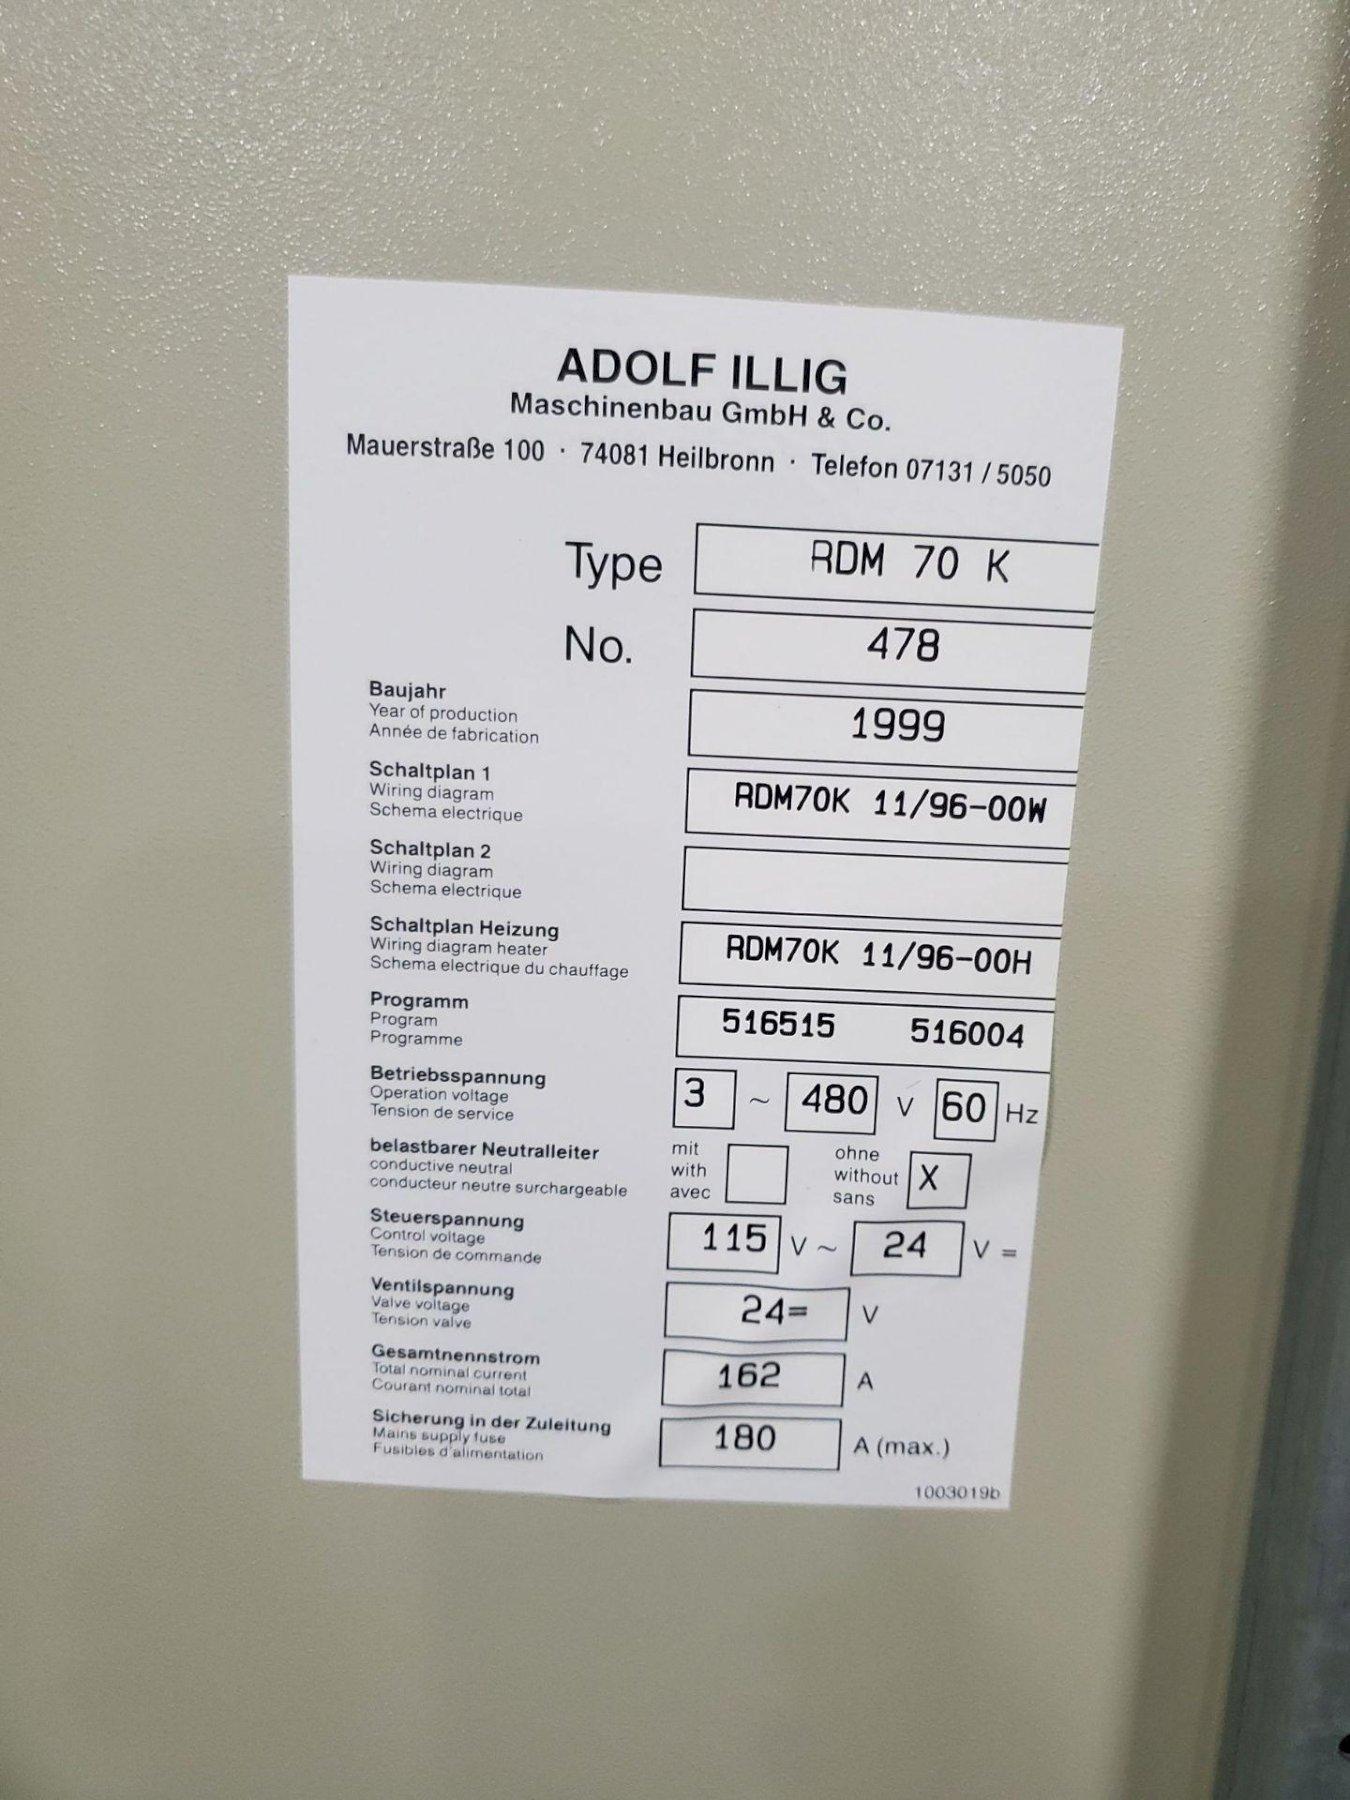 ADOLF ILLIG
Maschinenbau GmbH & Co.
Mauerstraße 100 · 74081 Heilbronn · Telefon 07131 / 5050
Type RDM 70 K
No. 478
Baujahr
Year of production 1999
Année de fabrication
Schaltplan 1
Wiring diagram RDM70K 11/96-00W
Schema electrique
Schaltplan 2
Wiring diagram
Schema electrique
Schaltplan Heizung
Wiring diagram heater RDM70K 11/96-00H
Schema electrique du chauffage
Programm
Program 516515 516004
Programme
Betriebsspannung
Operation voltage 3 ~ 480 V 60 Hz
Tension de service
belastbarer Neutralleiter mit ohne
conductive neutral with without X
conducteur neutre surchargeable avec sans
Steuerspannung
Control voltage 115 V ~ 24 V =
Tension de commande
Ventilspannung
Valve voltage 24= V
Tension valve
Gesamtnennstrom
Total nominal current 162 A
Courant nominal total
Sicherung in der Zuleitung
Mains supply fuse 180 A (max.)
Fusibles d'alimentation
1003019b